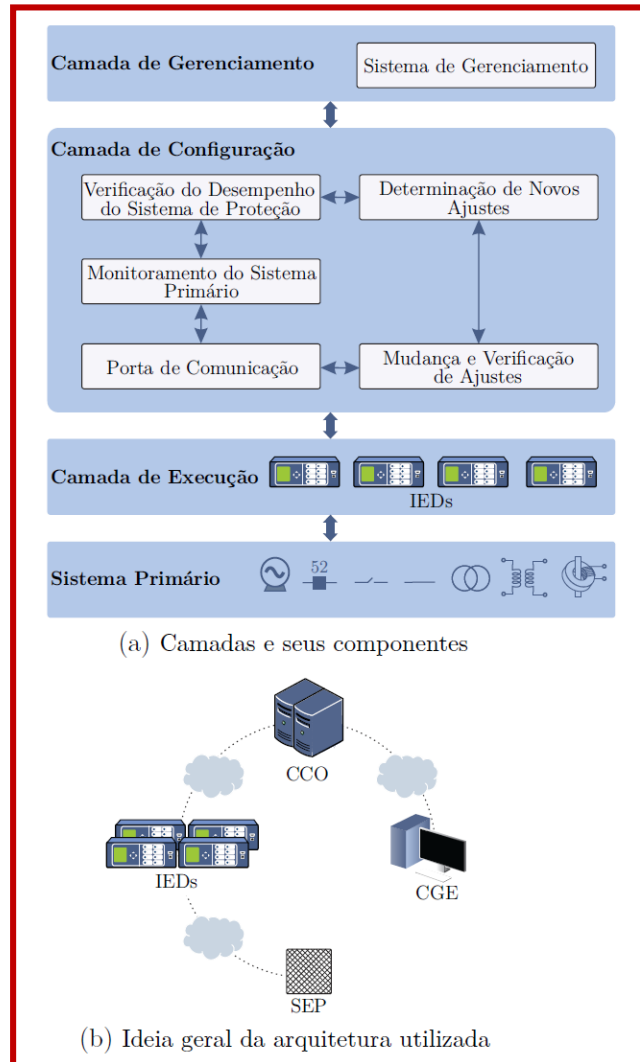 Camada de Gerenciamento
Sistema de Gerenciamento
Camada de Configuração
Verificação do Desempenho
do Sistema de Proteção
Determinação de Novos
Ajustes
Monitoramento do Sistema
Primário
Porta de Comunicação
Mudança e Verificação
de Ajustes
Camada de Execução
IEDs
Sistema Primário
52
(a) Camadas e seus componentes
CCO
IEDs
CGE
SEP
(b) Ideia geral da arquitetura utilizada